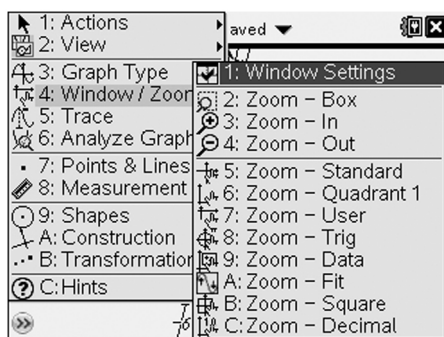 1: Actions
2: View
3: Graph Type
4: Window / Zoor
5: Trace
6: Analyze Graph
7: Points & Lines
8: Measurement
9: Shapes
A: Construction
B: Transformation
C: Hints
aved
1: Window Settings
2: Zoom – Box
3: Zoom – In
4: Zoom – Out
5: Zoom – Standard
6: Zoom – Quadrant 1
7: Zoom – User
8: Zoom – Trig
9: Zoom – Data
A: Zoom – Fit
B: Zoom – Square
C: Zoom – Decimal